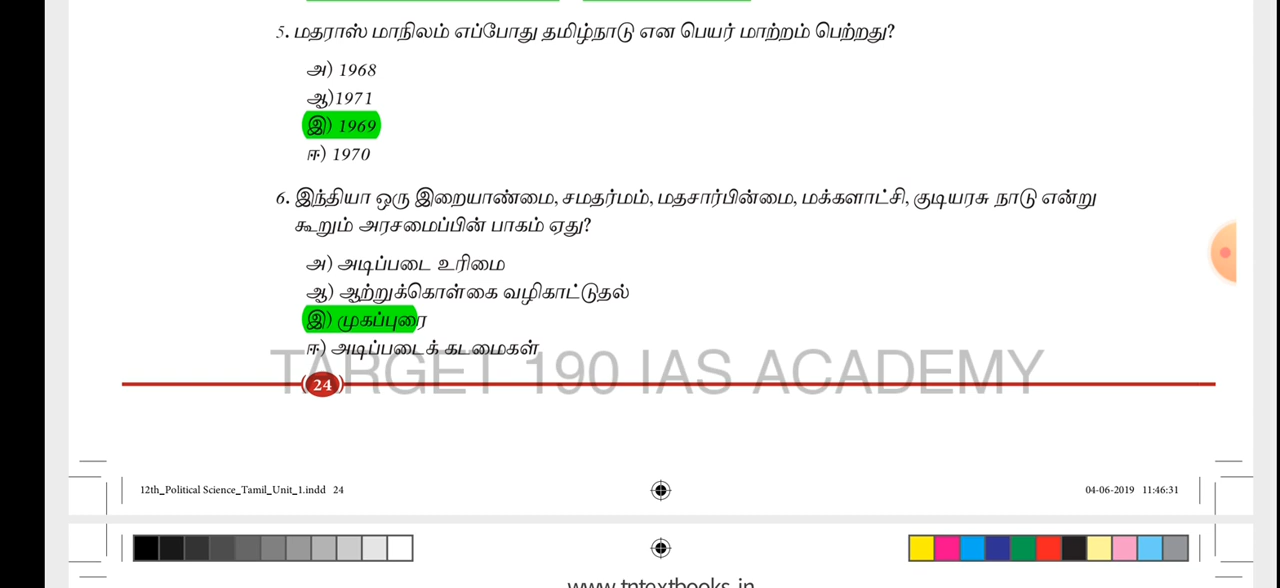 5. மதராஸ் மாநிலம் எப்போது தமிழ்நாடு என பெயர் மாற்றம் பெற்றது?
அ) 1968
ஆ)1971
இ) 1969
ஈ) 1970
6. இந்தியா ஒரு இறையாண்மை, சமதர்மம், மதசார்பின்மை, மக்களாட்சி, குடியரசு நாடு என்று
கூறும் அரசமைப்பின் பாகம் ஏது?
அ) அடிப்படை உரிமை
ஆ) ஆற்றுக்கொள்கை வழிகாட்டுதல்
இ) முகப்புரை
ஈ) அடிப்படைக் கடமைகள்
TARGET 190 IAS ACADEMY
24
12th_Political Science_Tamil_Unit_1.indd 24
04-06-2019 11:46:31
www.tntextbooks.in